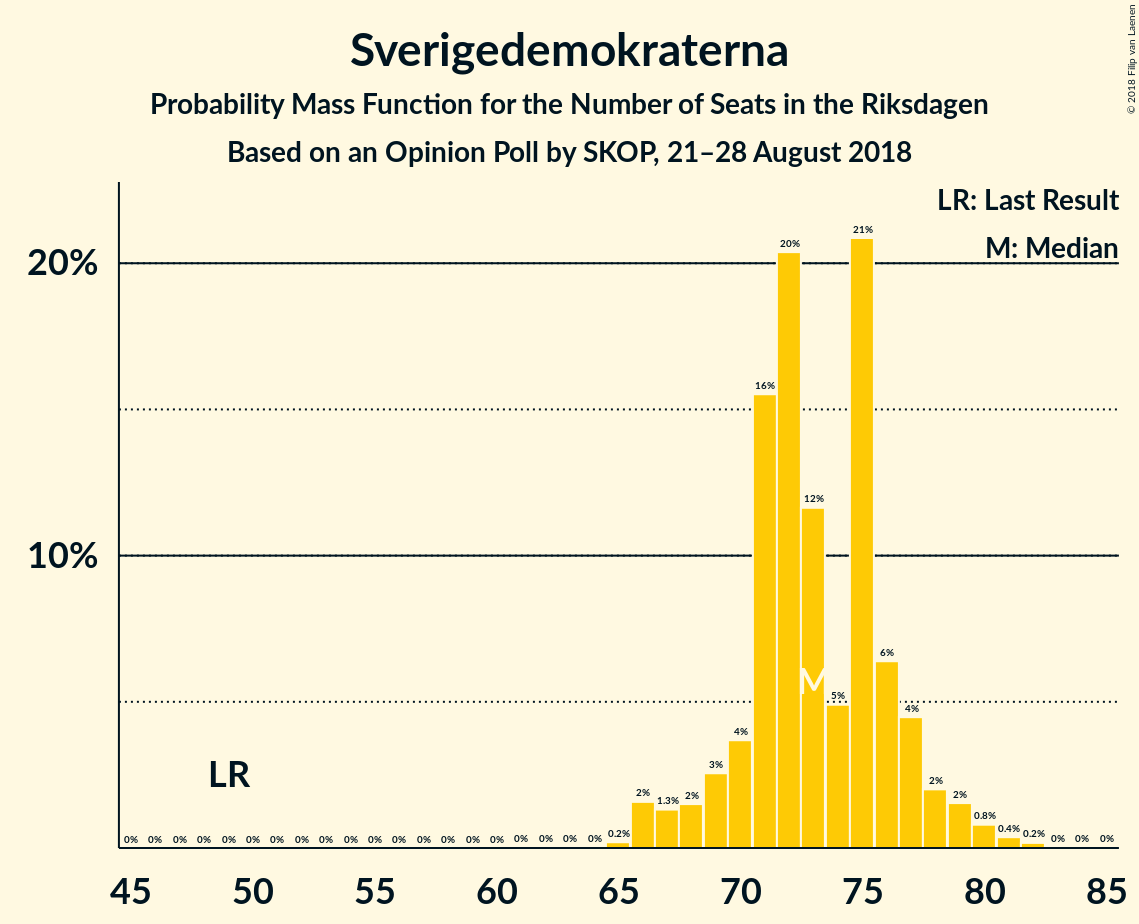 Sverigedemokraterna
Probability Mass Function for the Number of Seats in the Riksdagen
Based on an Opinion Poll by SKOP, 21–28 August 2018
© 2018 Filip van Laenen
LR: Last Result
M: Median
20%
10%
0% 0% 0% 0% 0% 0% 0% 0% 0% 0% 0% 0% 0% 0% 0% 0% 0% 0% 0% 0% 0.2% 2% 1.3% 2% 3% 4% 16% 20% 12% 5% 21% 6% 4% 2% 2% 0.8% 0.4% 0.2% 0% 0% 0%
M
LR
45 50 55 60 65 70 75 80 85